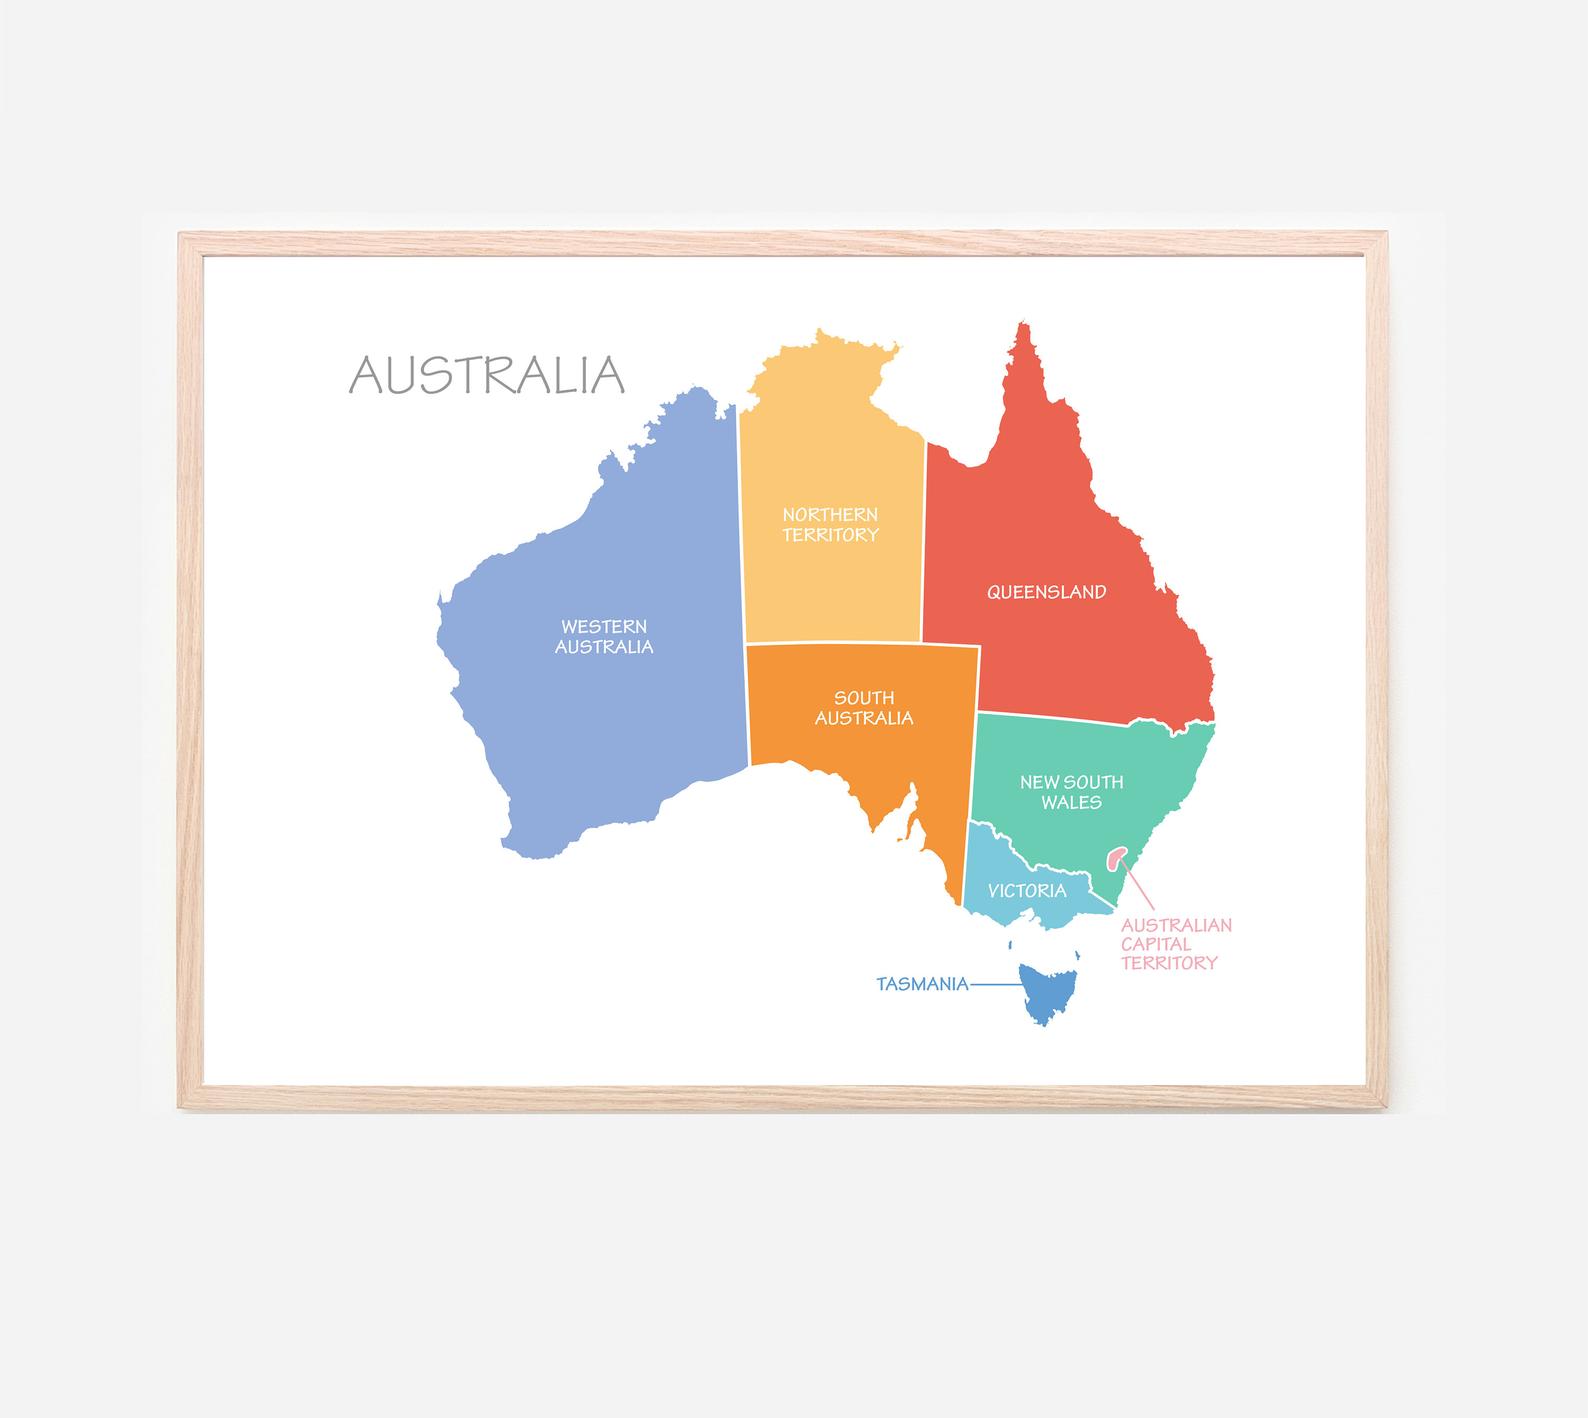 AUSTRALIA
NORTHERN
TERRITORY
QUEENSLAND
WESTERN
AUSTRALIA
SOUTH
AUSTRALIA
NEW SOUTH
WALES
VICTORIA
AUSTRALIAN
CAPITAL
TERRITORY
TASMANIA